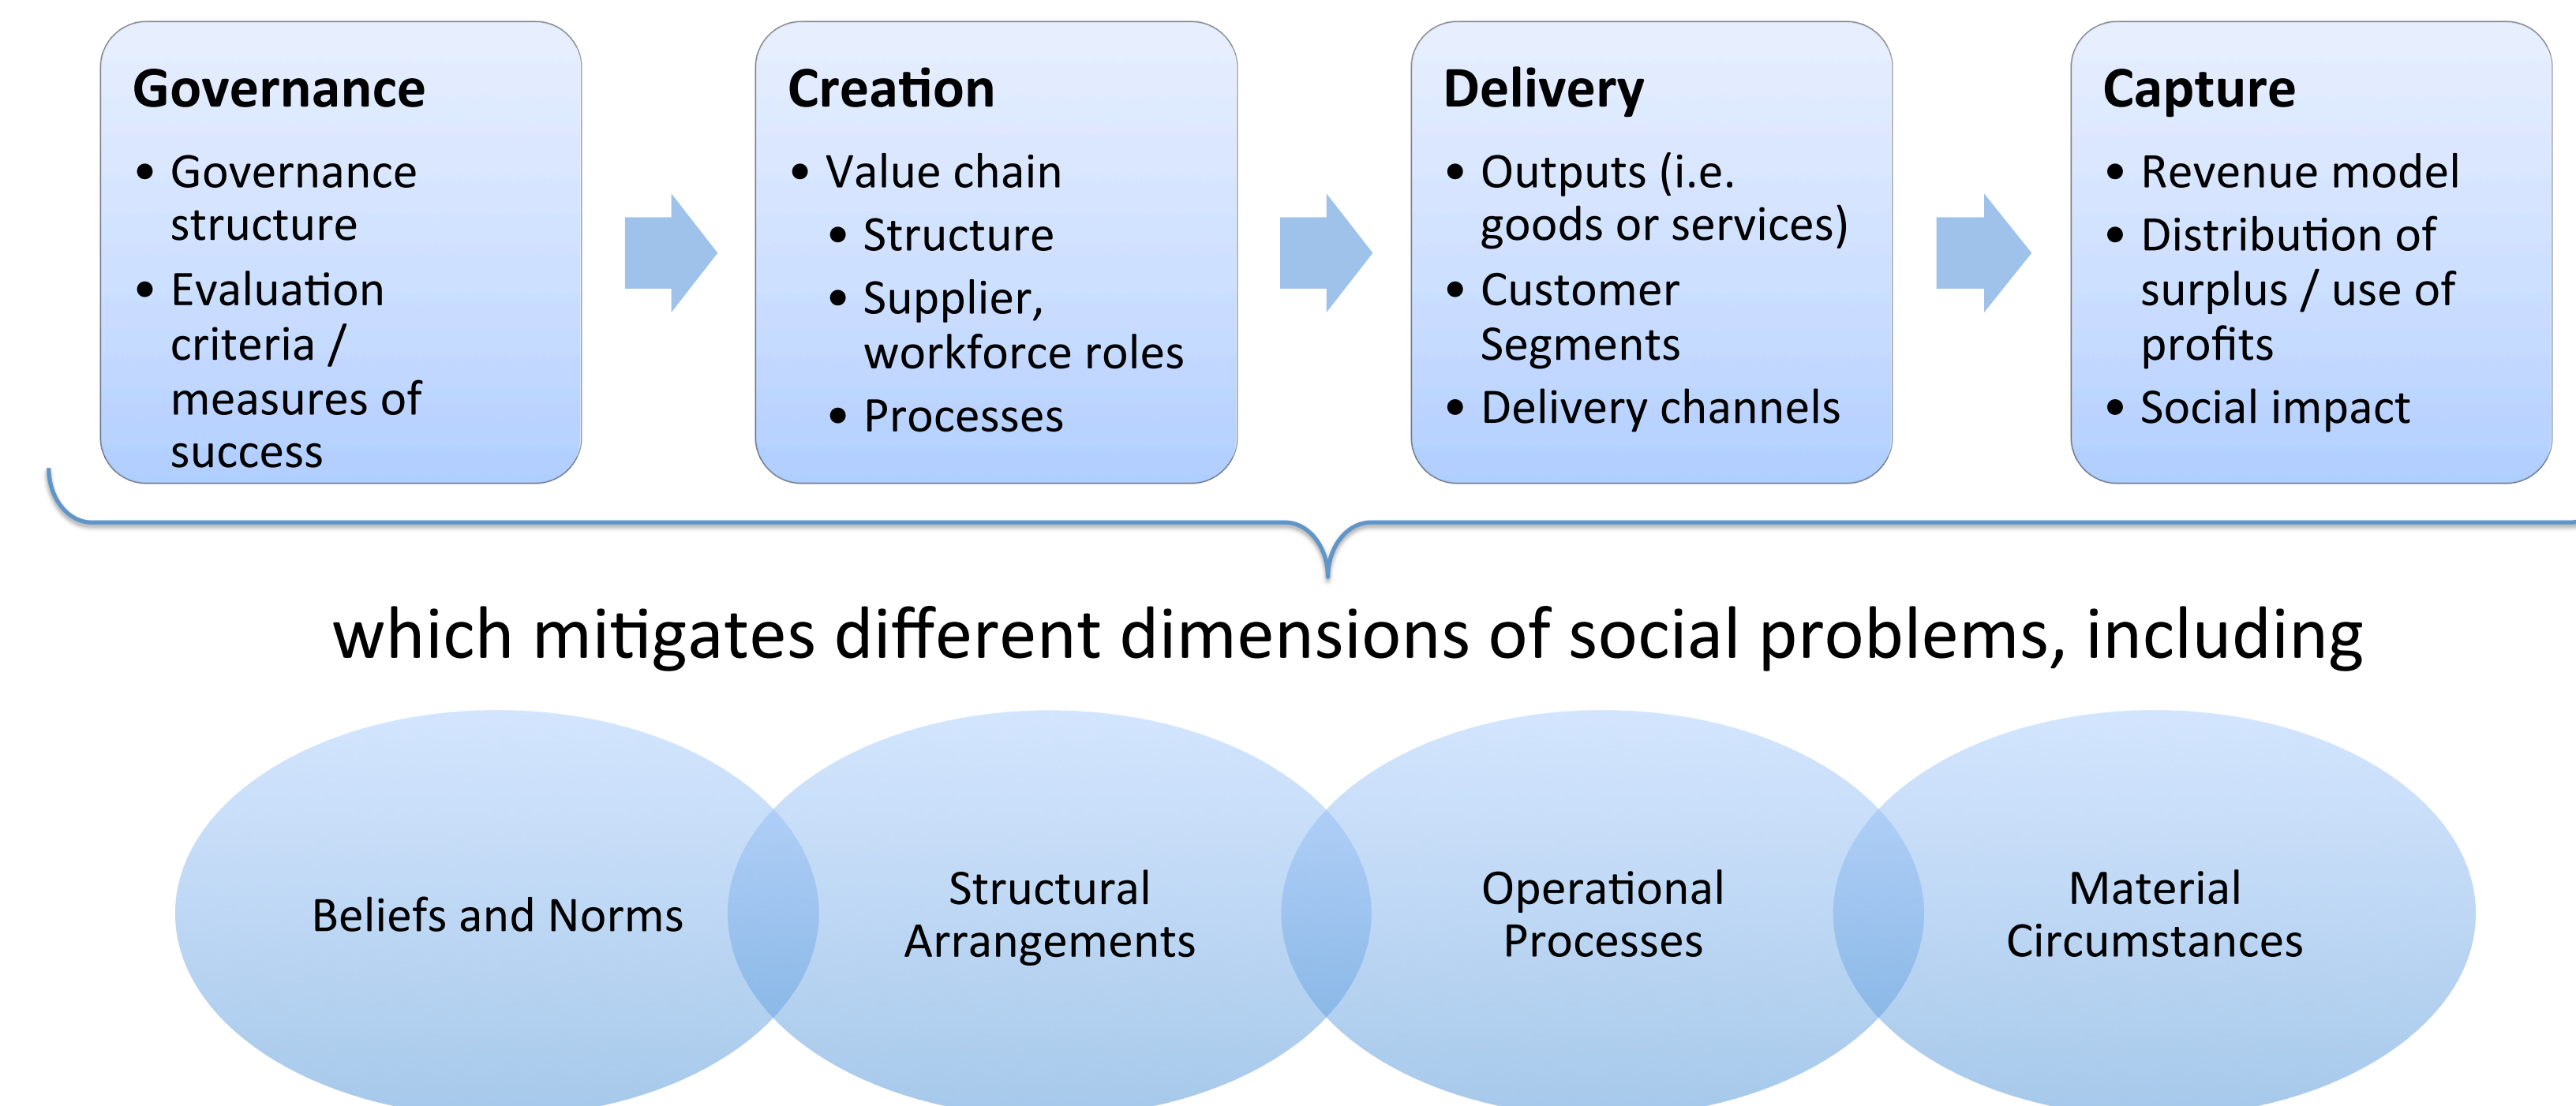 Governance
• Governance
structure
• Evaluation
criteria /
measures of
success
Creation
• Value chain
• Structure
• Supplier,
workforce roles
• Processes
Delivery
• Outputs (i.e.
goods or services)
• Customer
Segments
• Delivery channels
Capture
• Revenue model
• Distribution of
surplus / use of
profits
• Social impact
which mitigates different dimensions of social problems, including
Beliefs and Norms
Structural
Arrangements
Operational
Processes
Material
Circumstances